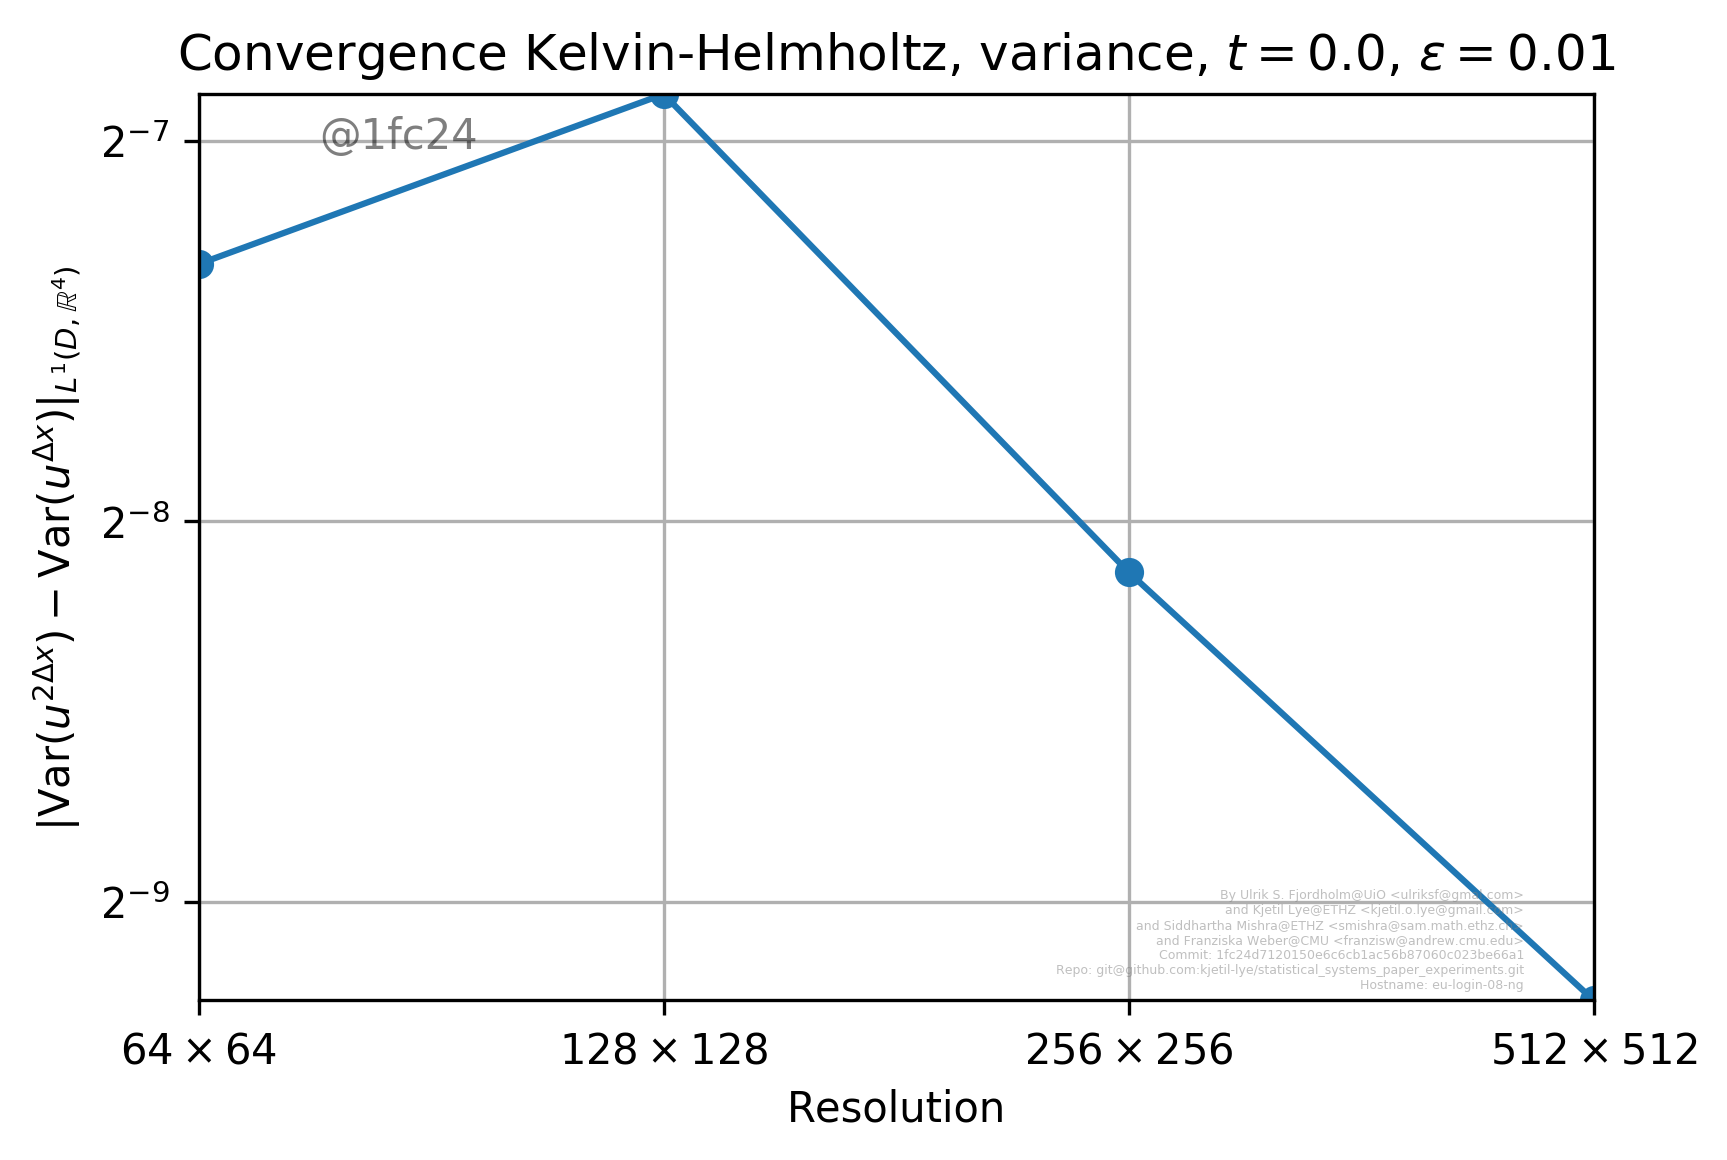 Convergence Kelvin-Helmholtz, variance, t = 0.0, ε = 0.01
@1fc24
2⁻⁷
2⁻⁸
2⁻⁹
|Var(u^{2Δx}) − Var(u^{Δx})|_{L¹(D, ℝ⁴)}
By Ulrik S. Fjordholm@UiO <ulriksf@gmail.com>
and Kjetil Lye@ETHZ <kjetil.o.lye@gmail.com>
and Siddhartha Mishra@ETHZ <smishra@sam.math.ethz.ch>
and Franziska Weber@CMU <franzisw@andrew.cmu.edu>
Commit: 1fc24d7120150e6c6cb1ac56b87060c023be66a1
Repo: git@github.com:kjetil-lye/statistical_systems_paper_experiments.git
Hostname: eu-login-08-ng
64 × 64
128 × 128
256 × 256
512 × 512
Resolution